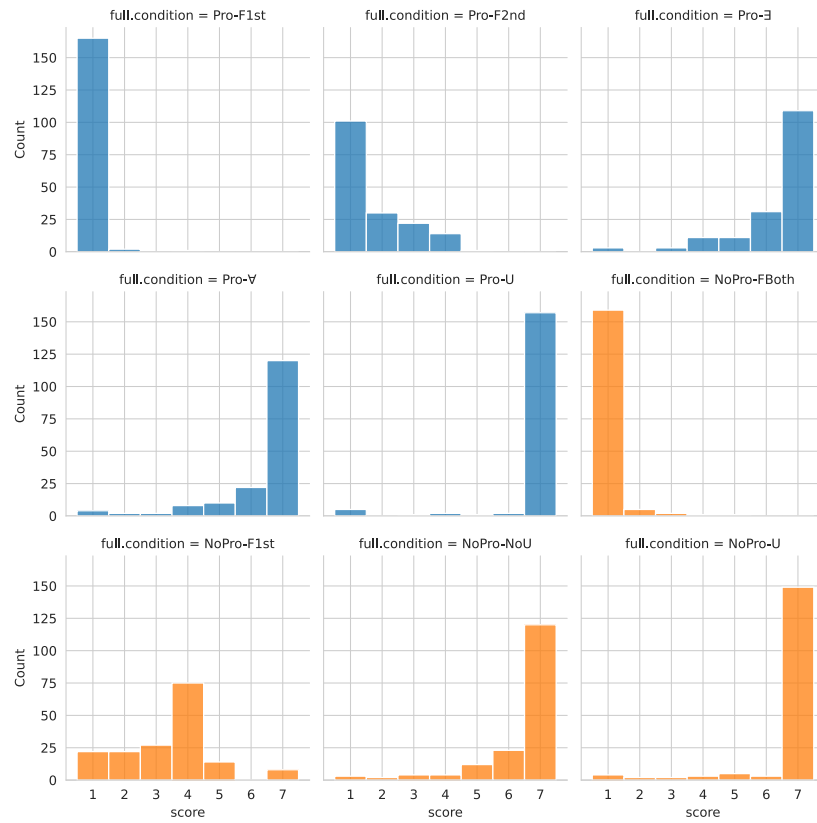 full.condition = Pro-F1st
full.condition = Pro-F2nd
full.condition = Pro-∃
150
125
100
75
50
25
0
Count
full.condition = Pro-∀
full.condition = Pro-U
full.condition = NoPro-FBoth
150
125
100
75
50
25
0
Count
full.condition = NoPro-F1st
full.condition = NoPro-NoU
full.condition = NoPro-U
150
125
100
75
50
25
0
Count
1 2 3 4 5 6 7
score
1 2 3 4 5 6 7
score
1 2 3 4 5 6 7
score